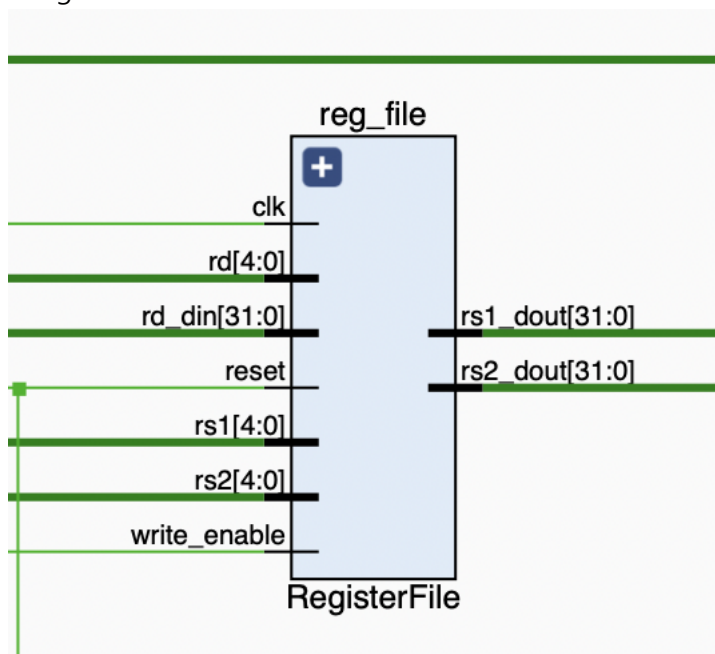 reg_file
clk
rd[4:0]
rd_din[31:0]
rs1_dout[31:0]
reset
rs2_dout[31:0]
rs1[4:0]
rs2[4:0]
write_enable
RegisterFile